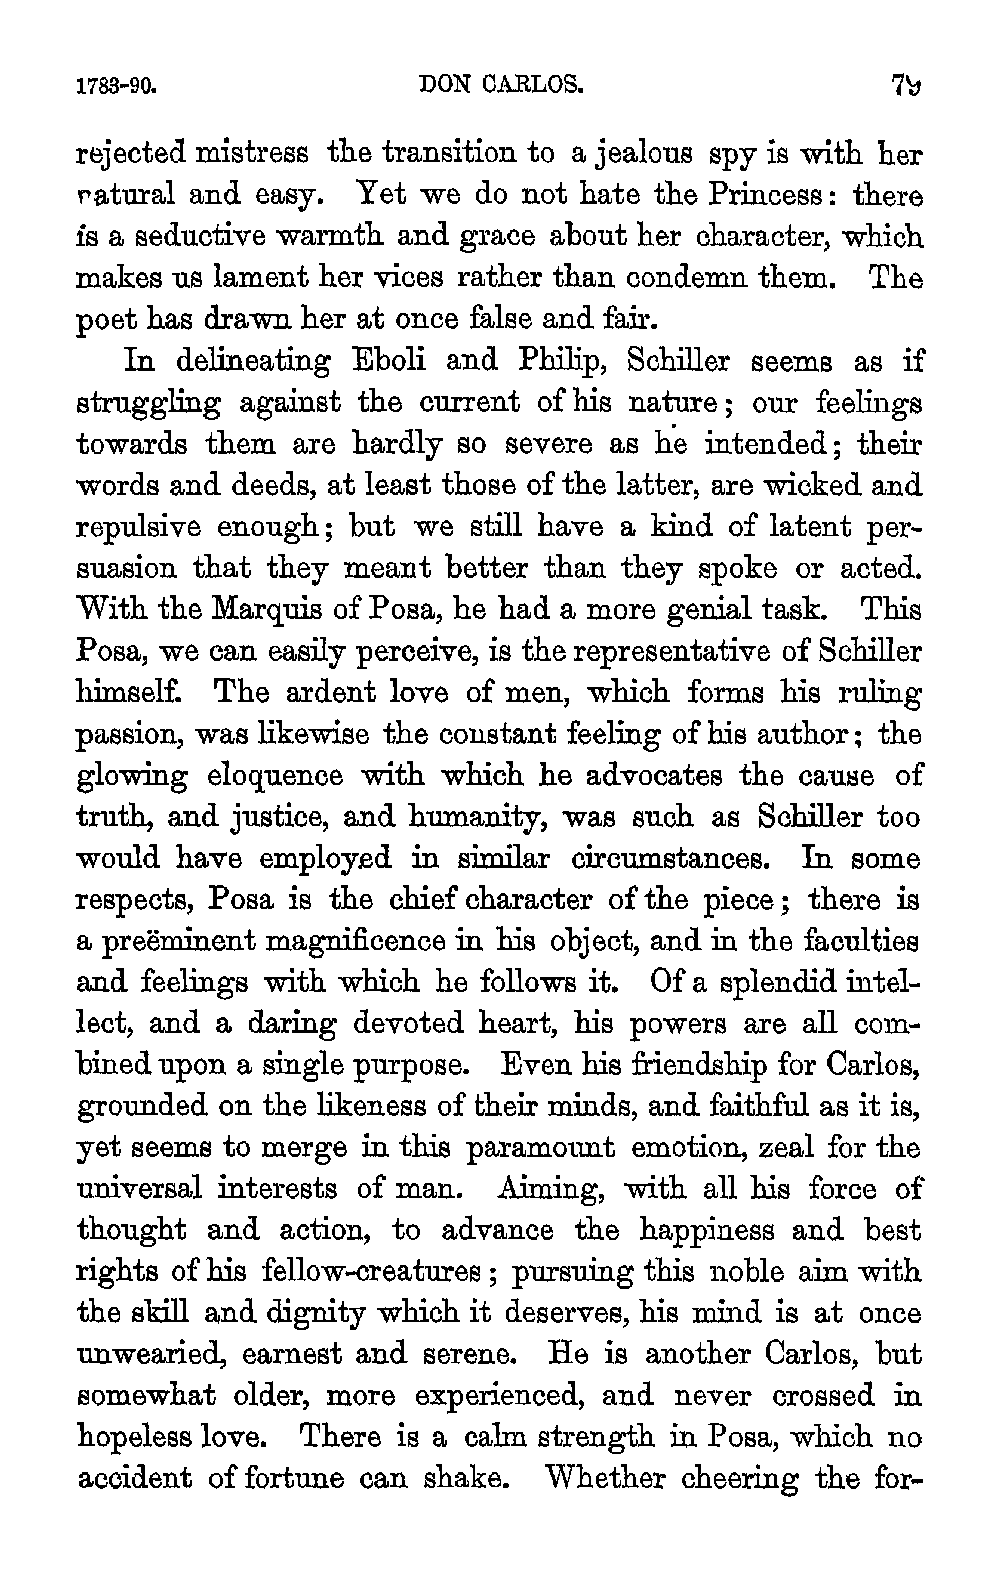 1783-90. DON CARLOS. 79
rejected mistress the transition to a jealous spy is with her
natural and easy. Yet we do not hate the Princess: there
is a seductive warmth and grace about her character, which
makes us lament her vices rather than condemn them. The
poet has drawn her at once false and fair.
In delineating Eboli and Philip, Schiller seems as if
struggling against the current of his nature; our feelings
towards them are hardly so severe as he intended; their
words and deeds, at least those of the latter, are wicked and
repulsive enough; but we still have a kind of latent per-
suasion that they meant better than they spoke or acted.
With the Marquis of Posa, he had a more genial task. This
Posa, we can easily perceive, is the representative of Schiller
himself. The ardent love of men, which forms his ruling
passion, was likewise the constant feeling of his author; the
glowing eloquence with which he advocates the cause of
truth, and justice, and humanity, was such as Schiller too
would have employed in similar circumstances. In some
respects, Posa is the chief character of the piece; there is
a preëminent magnificence in his object, and in the faculties
and feelings with which he follows it. Of a splendid intel-
lect, and a daring devoted heart, his powers are all com-
bined upon a single purpose. Even his friendship for Carlos,
grounded on the likeness of their minds, and faithful as it is,
yet seems to merge in this paramount emotion, zeal for the
universal interests of man. Aiming, with all his force of
thought and action, to advance the happiness and best
rights of his fellow-creatures; pursuing this noble aim with
the skill and dignity which it deserves, his mind is at once
unwearied, earnest and serene. He is another Carlos, but
somewhat older, more experienced, and never crossed in
hopeless love. There is a calm strength in Posa, which no
accident of fortune can shake. Whether cheering the for-